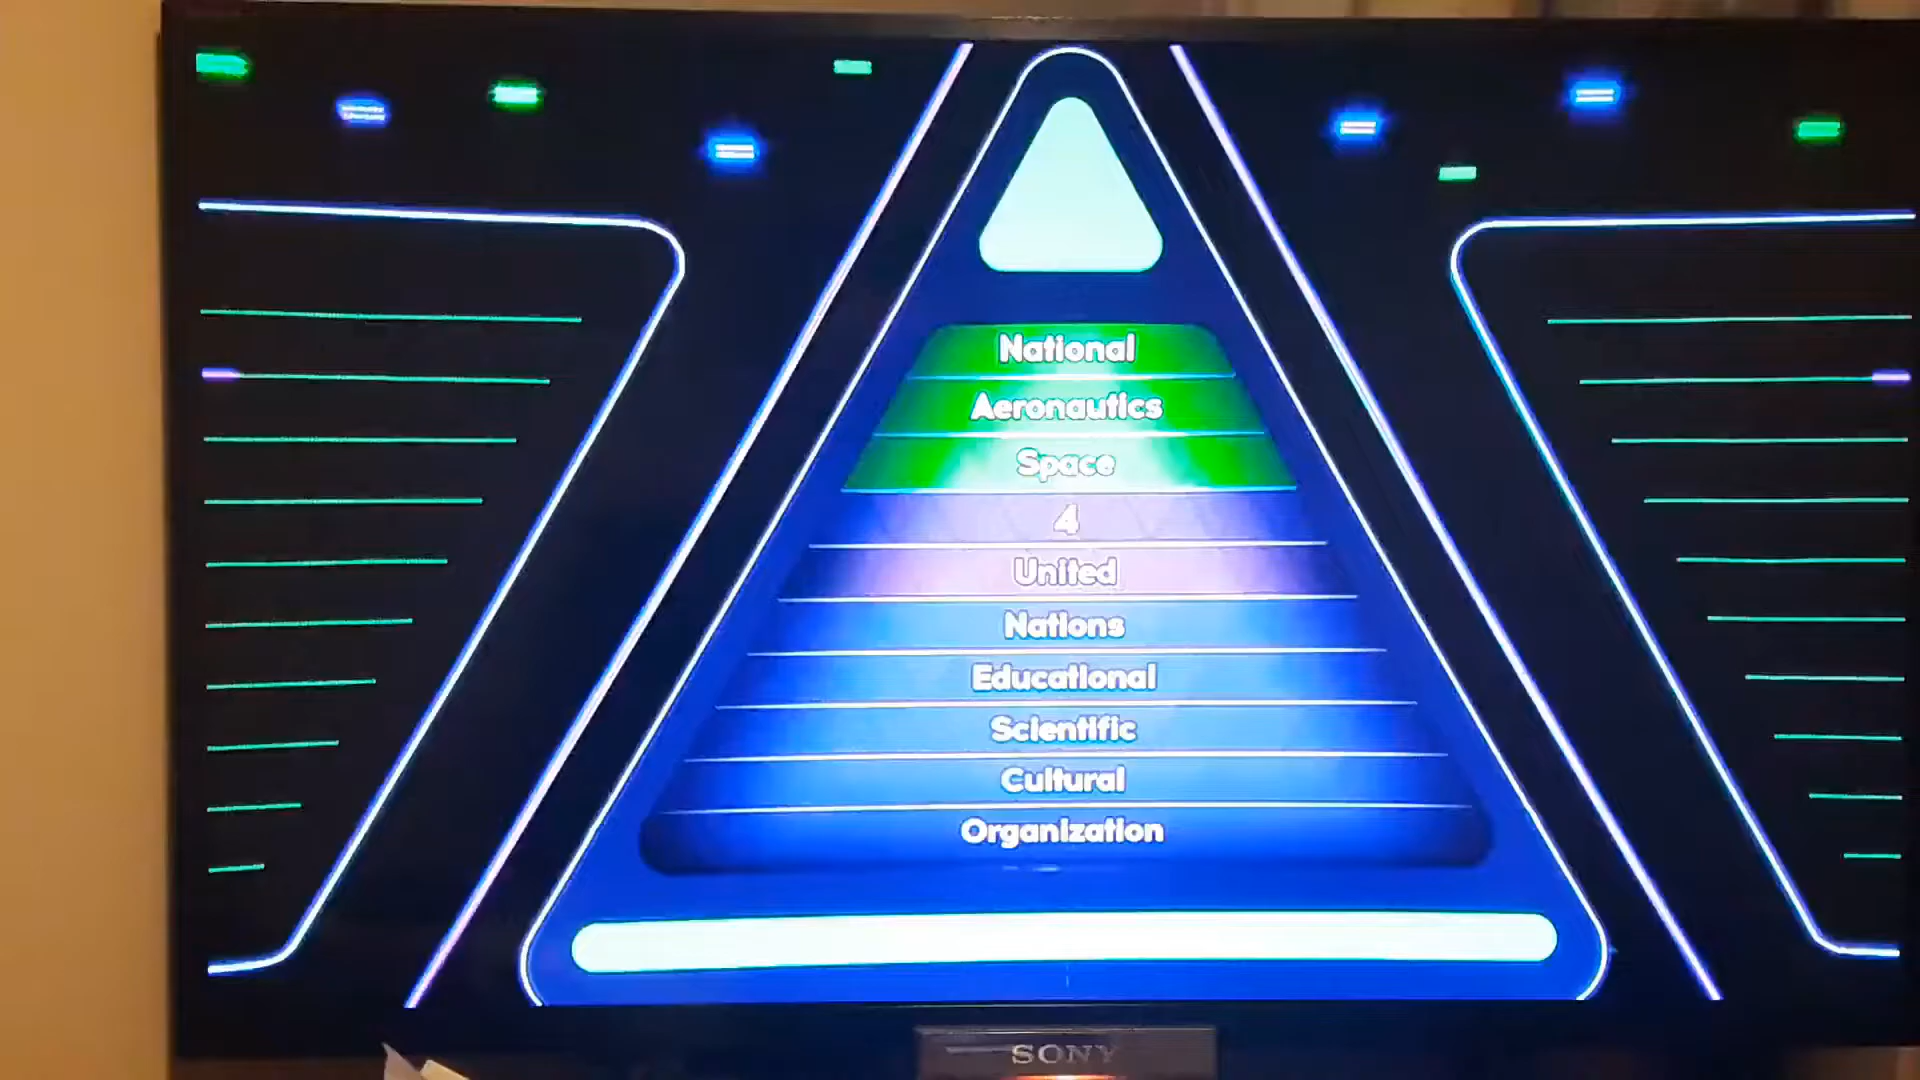 National
Aeronautics
Space
4
United
Nations
Educational
Scientific
Cultural
Organization
SONY